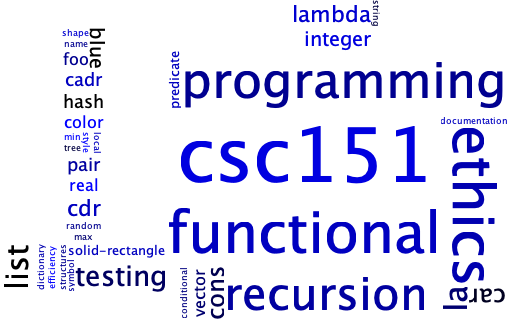 lambda
string
integer
shape
name
blue
foo
cadr
predicate
programming
hash
color
documentation
min
tree
style
local
csc151
ethics
pair
real
cdr
random
max
functional
list
dictionary
efficiency
structures
symbol
solid-rectangle
testing
conditional
vector
cons
recursion
let
car